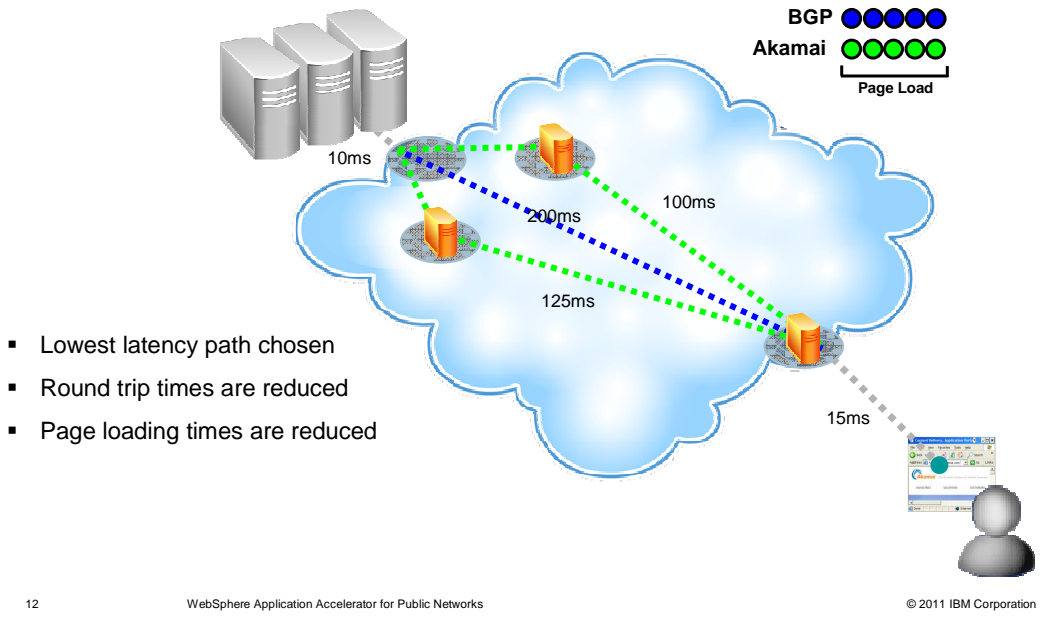 BGP
Akamai
Page Load
10ms
200ms
100ms
125ms
15ms
▪ Lowest latency path chosen
▪ Round trip times are reduced
▪ Page loading times are reduced
Akamai
12 WebSphere Application Accelerator for Public Networks © 2011 IBM Corporation